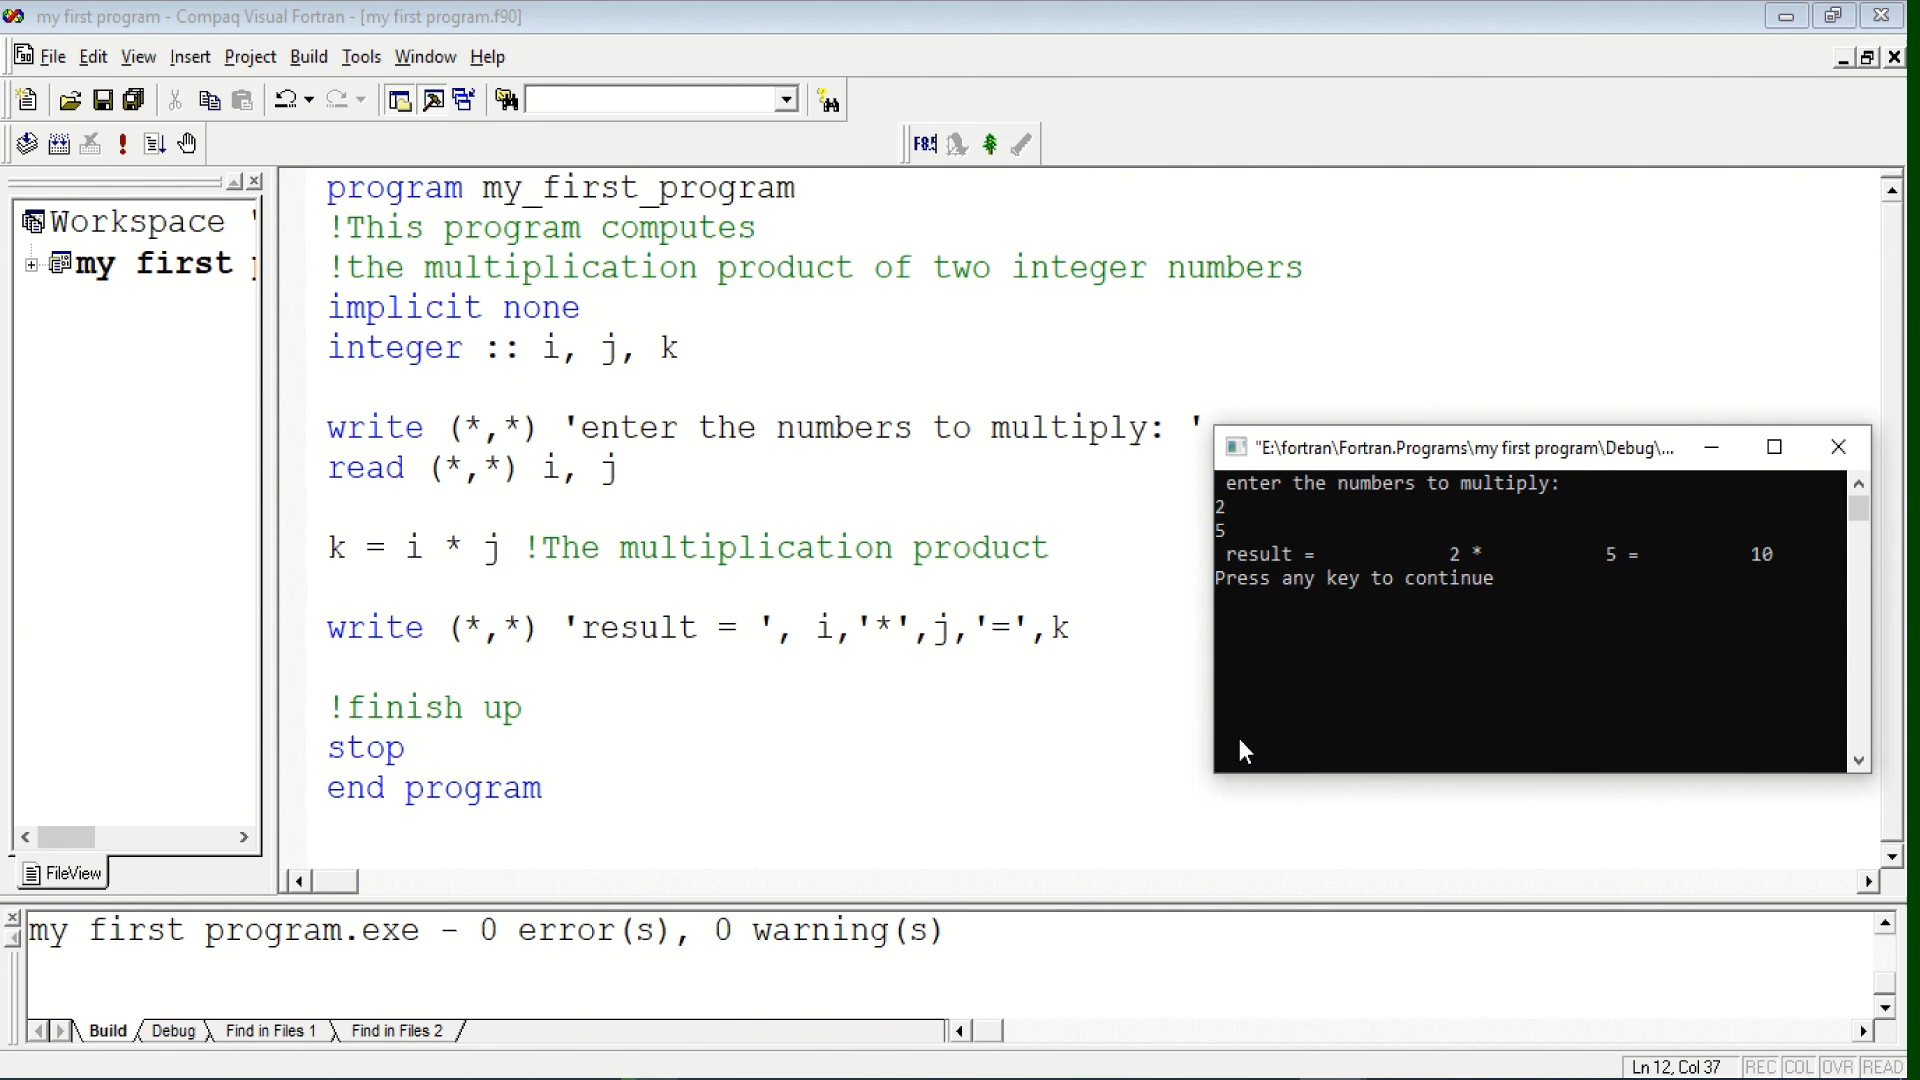 my first program - Compaq Visual Fortran - [my first program.f90]
File Edit View Insert Project Build Tools Window Help
Workspace '
my first
program my_first_program
!This program computes
!the multiplication product of two integer numbers
implicit none
integer :: i, j, k
write (*,*) 'enter the numbers to multiply: '
read (*,*) i, j
k = i * j !The multiplication product
write (*,*) 'result = ', i,'*',j,'=',k
!finish up
stop
end program
"E:\fortran\Fortran.Programs\my first program\Debug\...
enter the numbers to multiply:
2
5
result = 2 * 5 = 10
Press any key to continue
FileView
my first program.exe - 0 error(s), 0 warning(s)
Build Debug Find in Files 1 Find in Files 2
Ln 12, Col 37 REC COL OVR READ